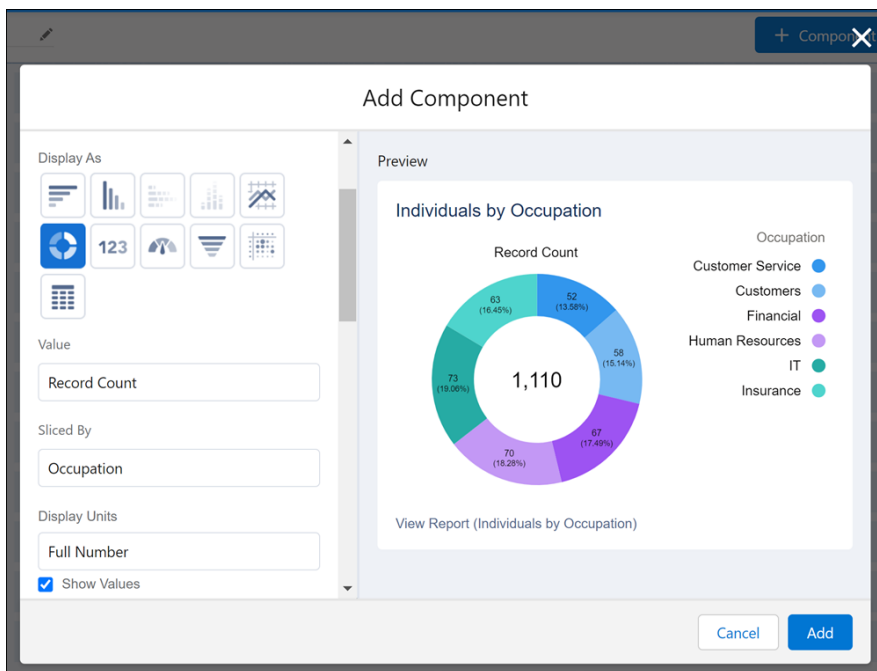 + Component
Add Component
Display As
123
Value
Record Count
Sliced By
Occupation
Display Units
Full Number
Show Values
Preview
Individuals by Occupation
Record Count
52
(13.58%)
58
(15.14%)
67
(17.49%)
70
(18.28%)
73
(19.06%)
63
(16.45%)
1,110
Occupation
Customer Service
Customers
Financial
Human Resources
IT
Insurance
View Report (Individuals by Occupation)
Cancel
Add